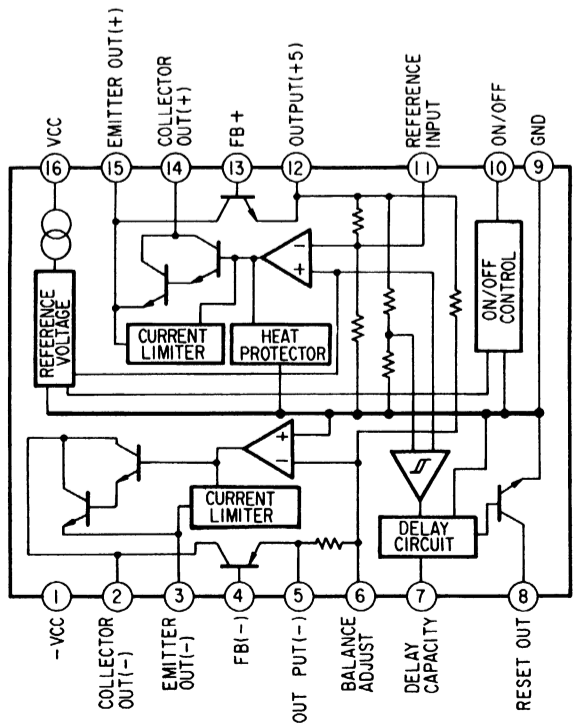 VCC
EMITTER OUT(+)
COLLECTOR
OUT(+)
FB+
OUTPUT(+5)
REFERENCE
INPUT
ON/OFF
GND
16
15
14
13
12
11
10
9
REFERENCE
VOLTAGE
CURRENT
LIMITER
HEAT
PROTECTOR
-
+
ON/OFF
CONTROL
+
-
CURRENT
LIMITER
DELAY
CIRCUIT
1
2
3
4
5
6
7
8
-VCC
COLLECTOR
OUT(-)
EMITTER
OUT(-)
FB(-)
OUT PUT(-)
BALANCE
ADJUST
DELAY
CAPACITY
RESET OUT